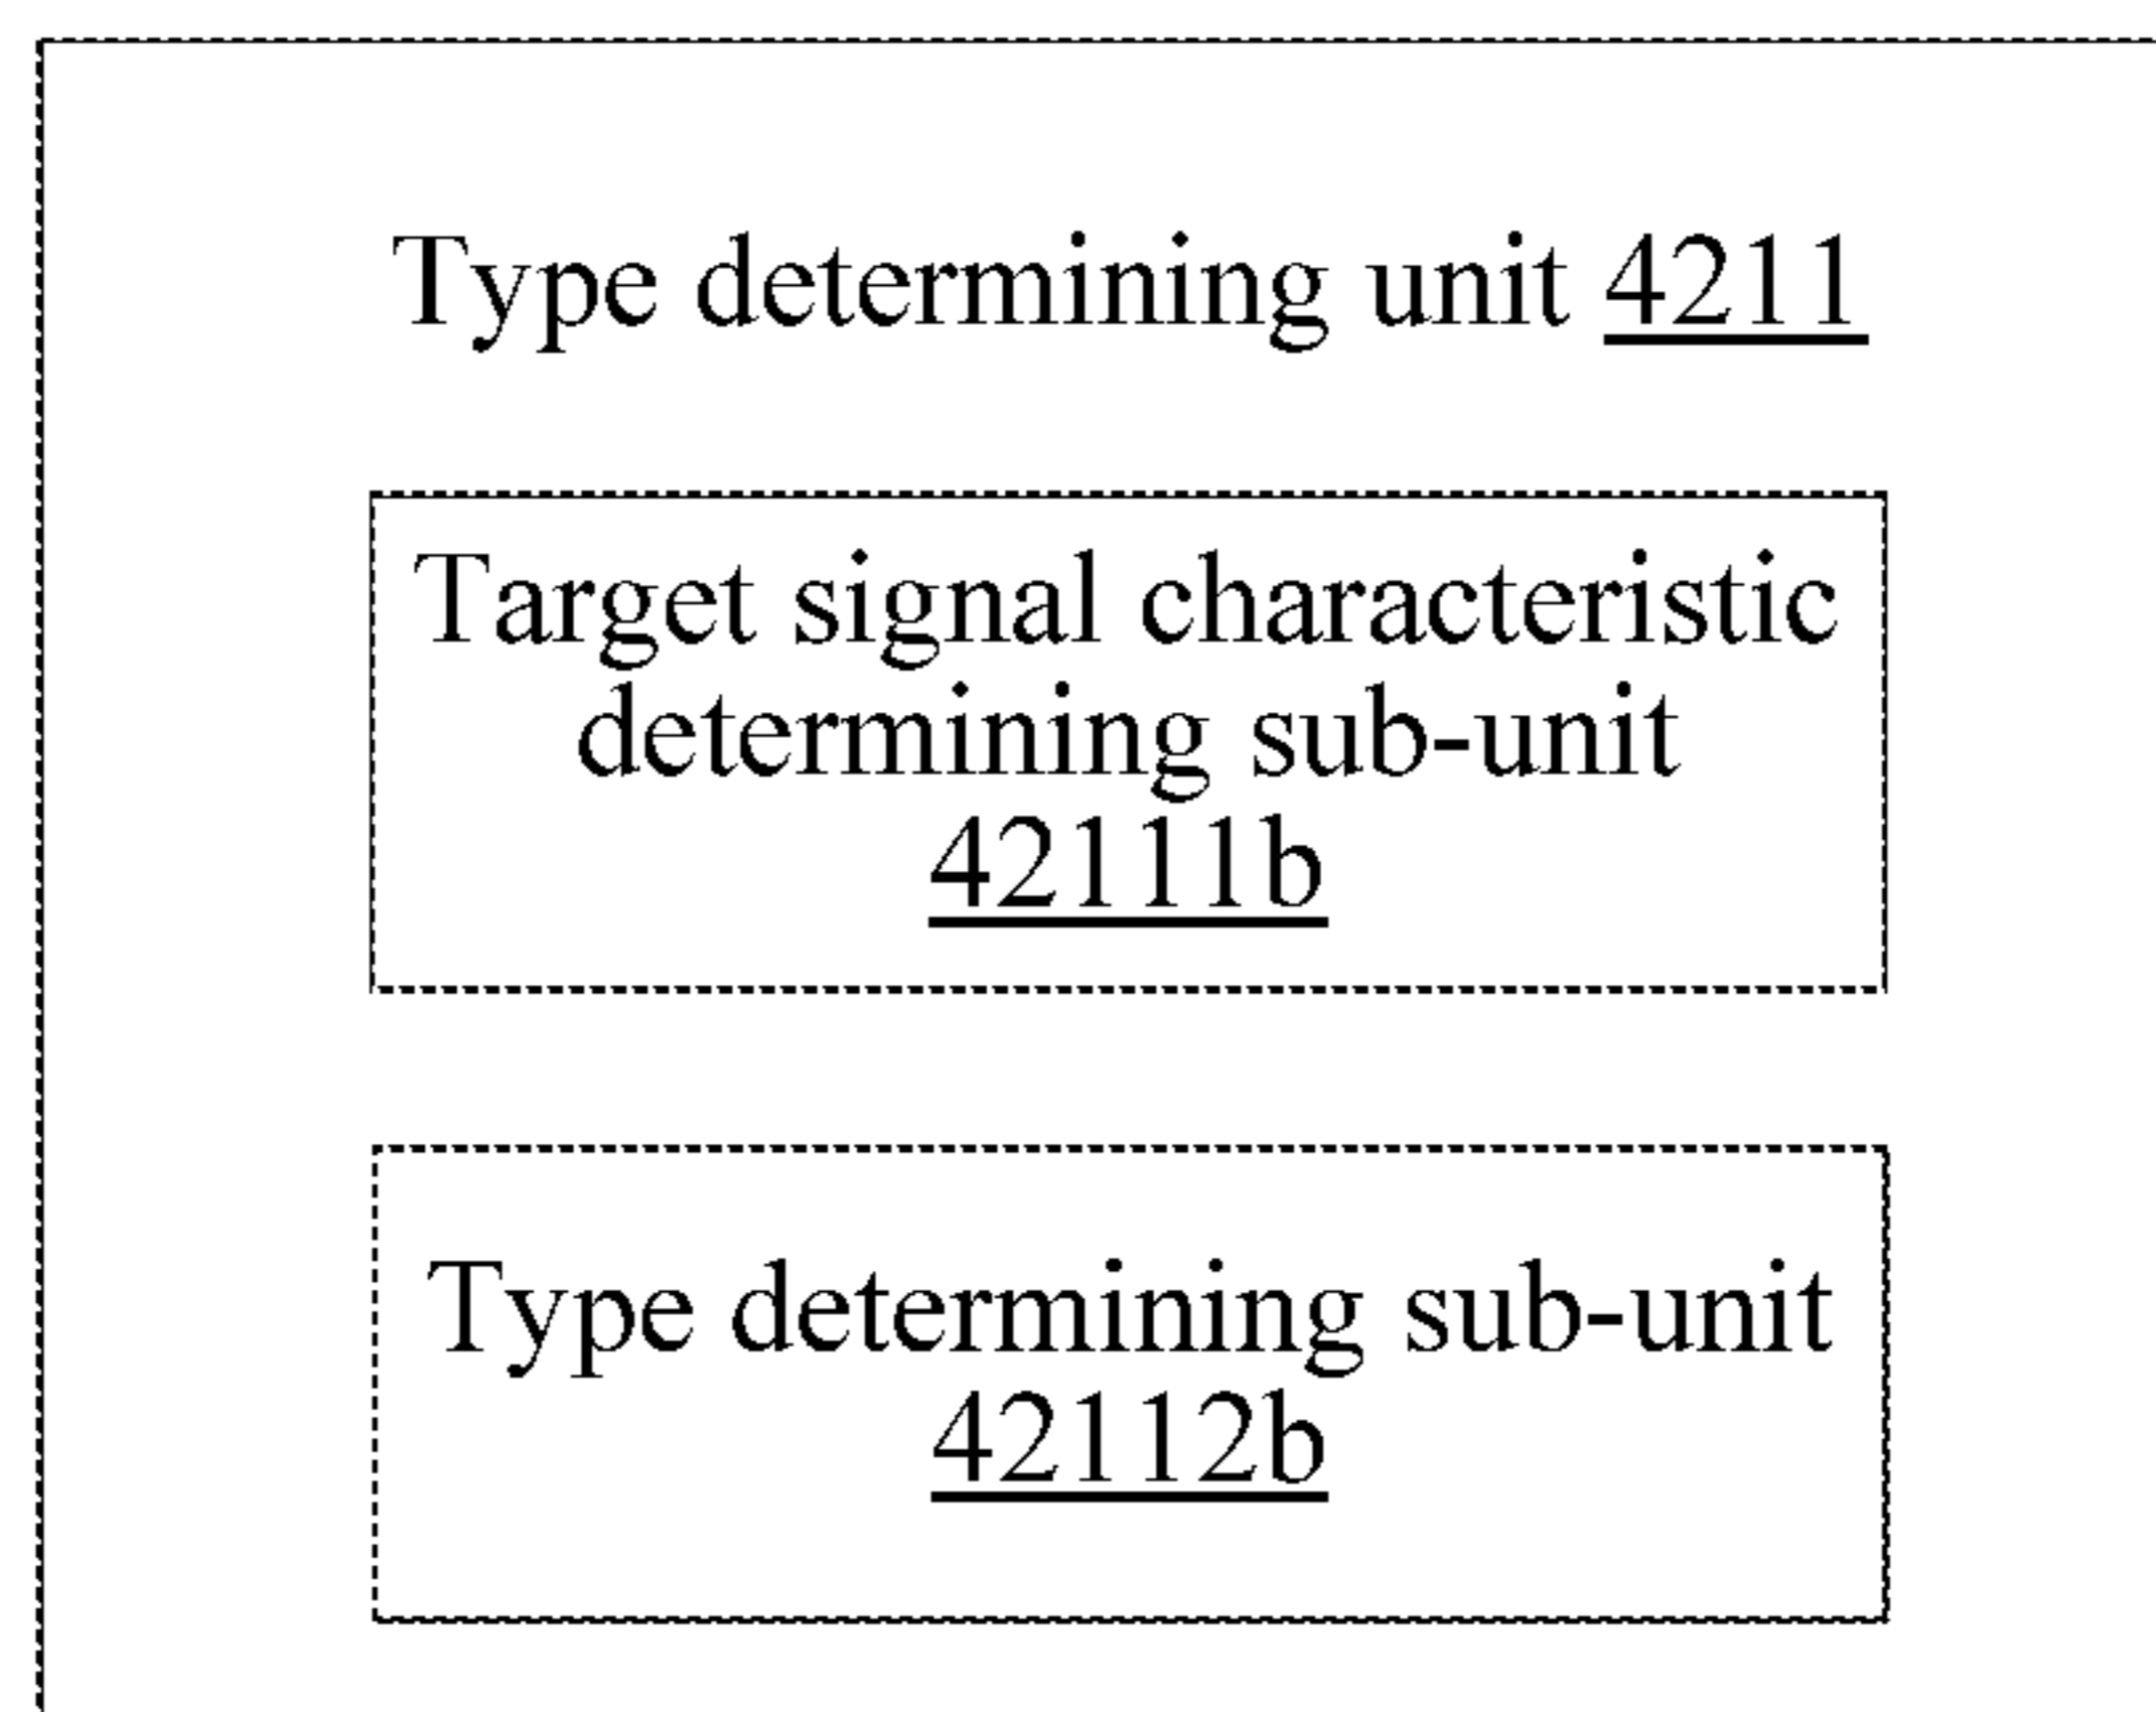 Type determining unit 4211
Target signal characteristic
determining sub-unit
42111b
Type determining sub-unit
42112b